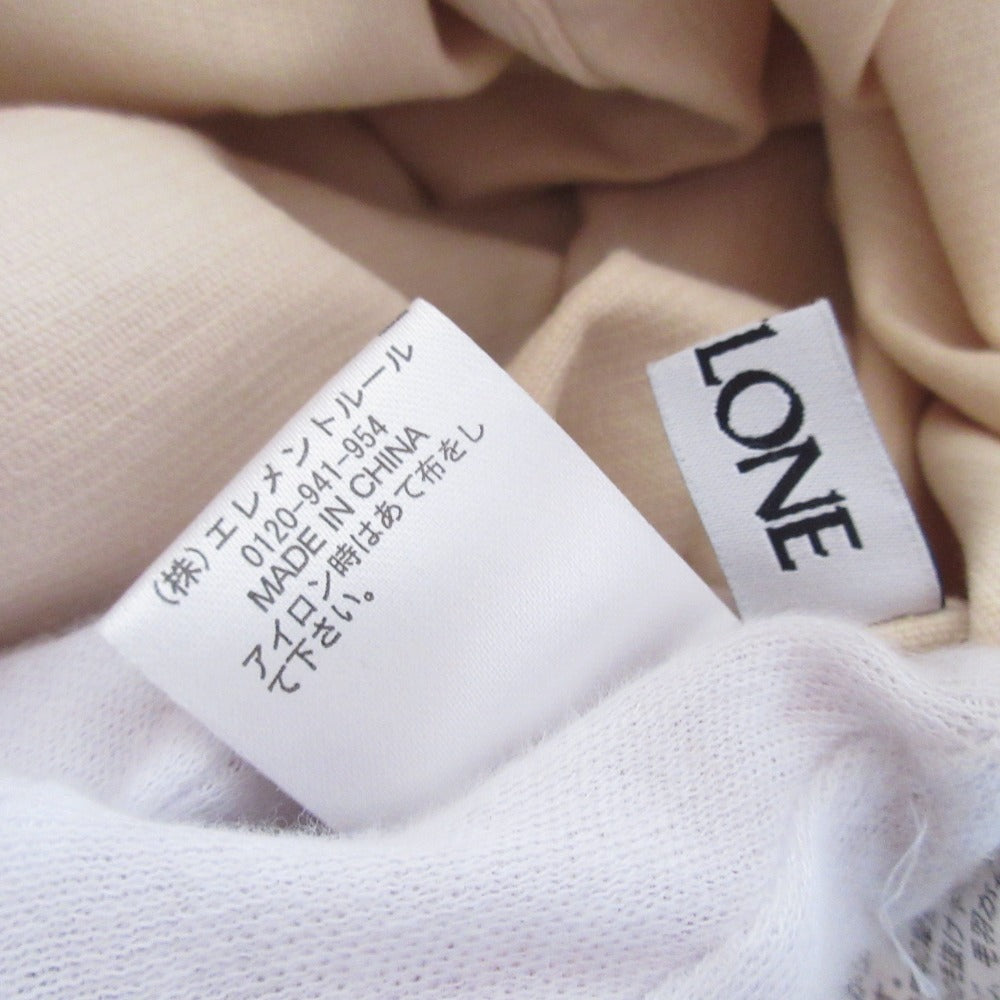 (株)エレメントルール
0120-941-954
MADE IN CHINA
アイロン時はあて布をし
て下さい。
LONE